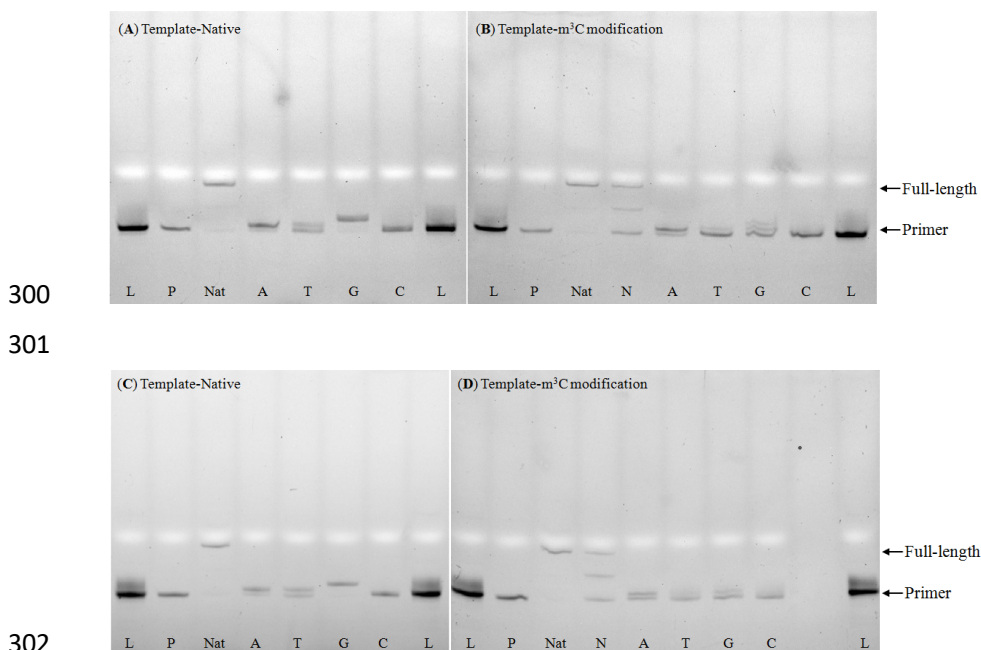 (A) Template-Native
(B) Template-m³C modification
Full-length
Primer
L P Nat A T G C L
L P Nat N A T G C L
300
301
(C) Template-Native
(D) Template-m³C modification
Full-length
Primer
L P Nat A T G C L
L P Nat N A T G C L
302